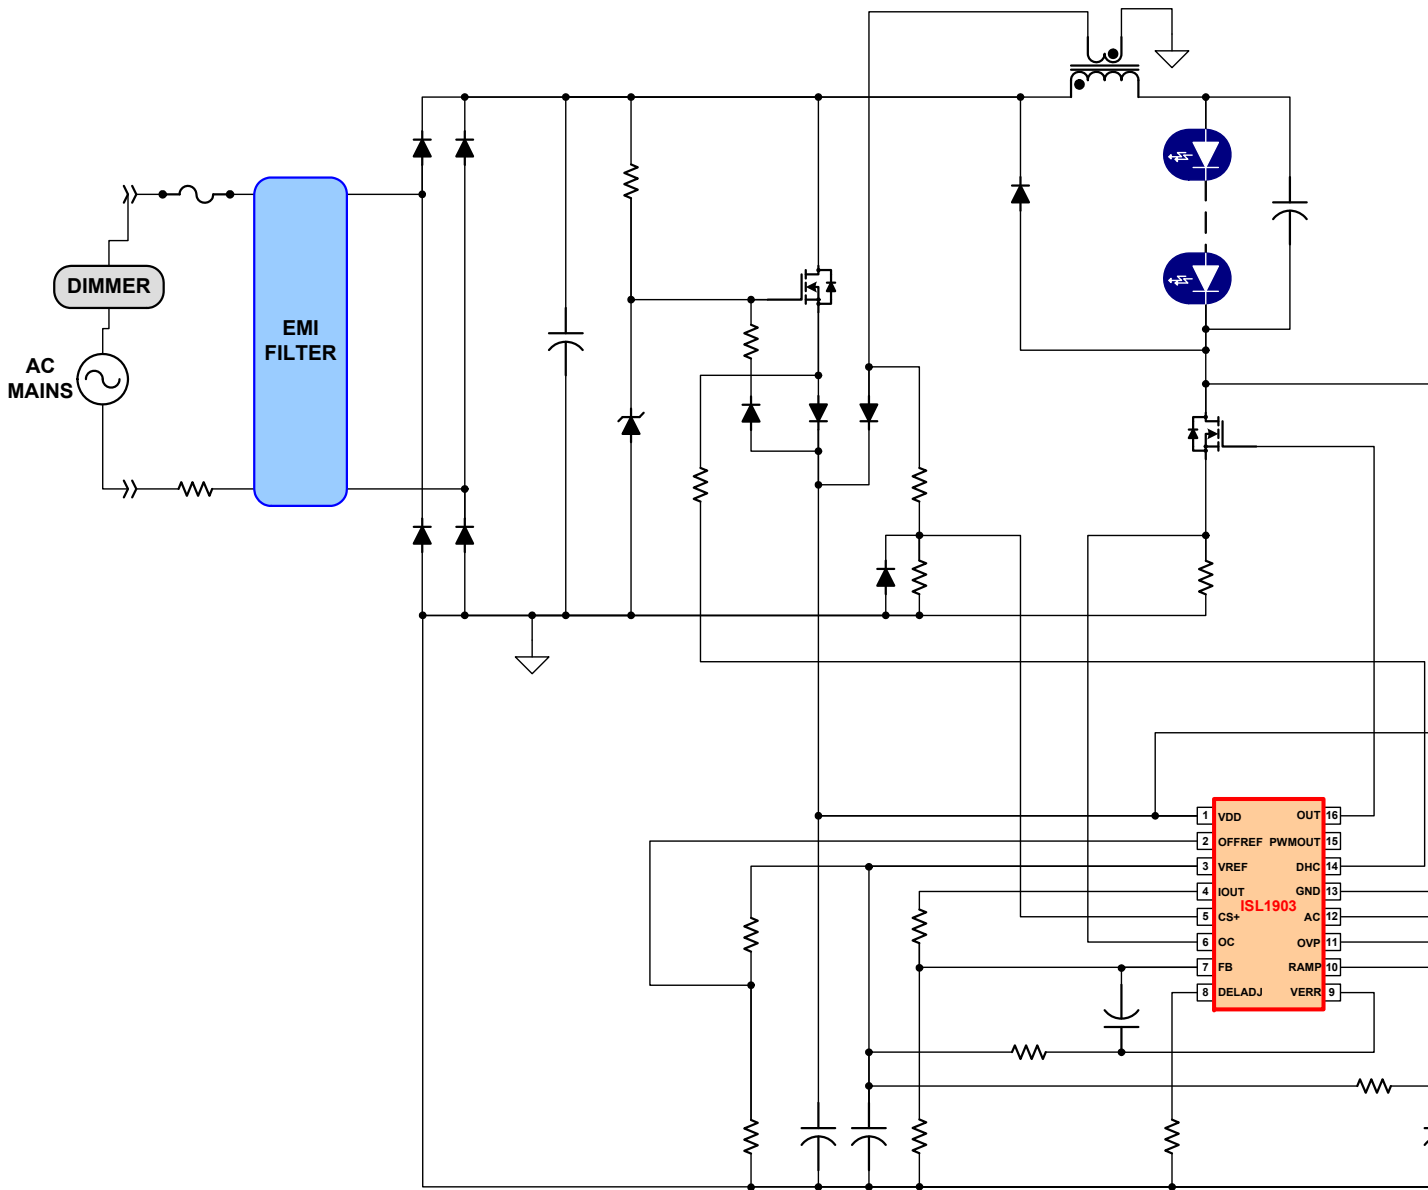 DIMMER
AC
MAINS
EMI
FILTER
ISL1903
1 VDD
2 OFFREF
3 VREF
4 IOUT
5 CS+
6 OC
7 FB
8 DELADJ
OUT 16
PWMOUT 15
DHC 14
GND 13
AC 12
OVP 11
RAMP 10
VERR 9